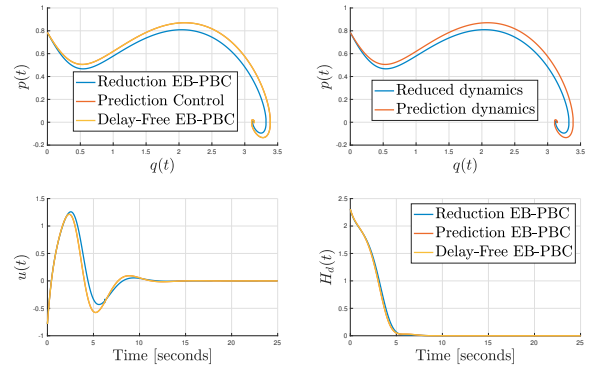 1
0.8
0.6
0.4
0.2
0
-0.2
p(t)
0 0.5 1 1.5 2 2.5 3 3.5
q(t)
Reduction EB-PBC
Prediction Control
Delay-Free EB-PBC
1
0.8
0.6
0.4
0.2
0
-0.2
p(t)
0 0.5 1 1.5 2 2.5 3 3.5
q(t)
Reduced dynamics
Prediction dynamics
1.5
1
0.5
0
-0.5
-1
u(t)
0 5 10 15 20 25
Time [seconds]
2.5
2
1.5
1
0.5
0
H_d(t)
0 5 10 15 20 25
Time [seconds]
Reduction EB-PBC
Prediction EB-PBC
Delay-Free EB-PBC